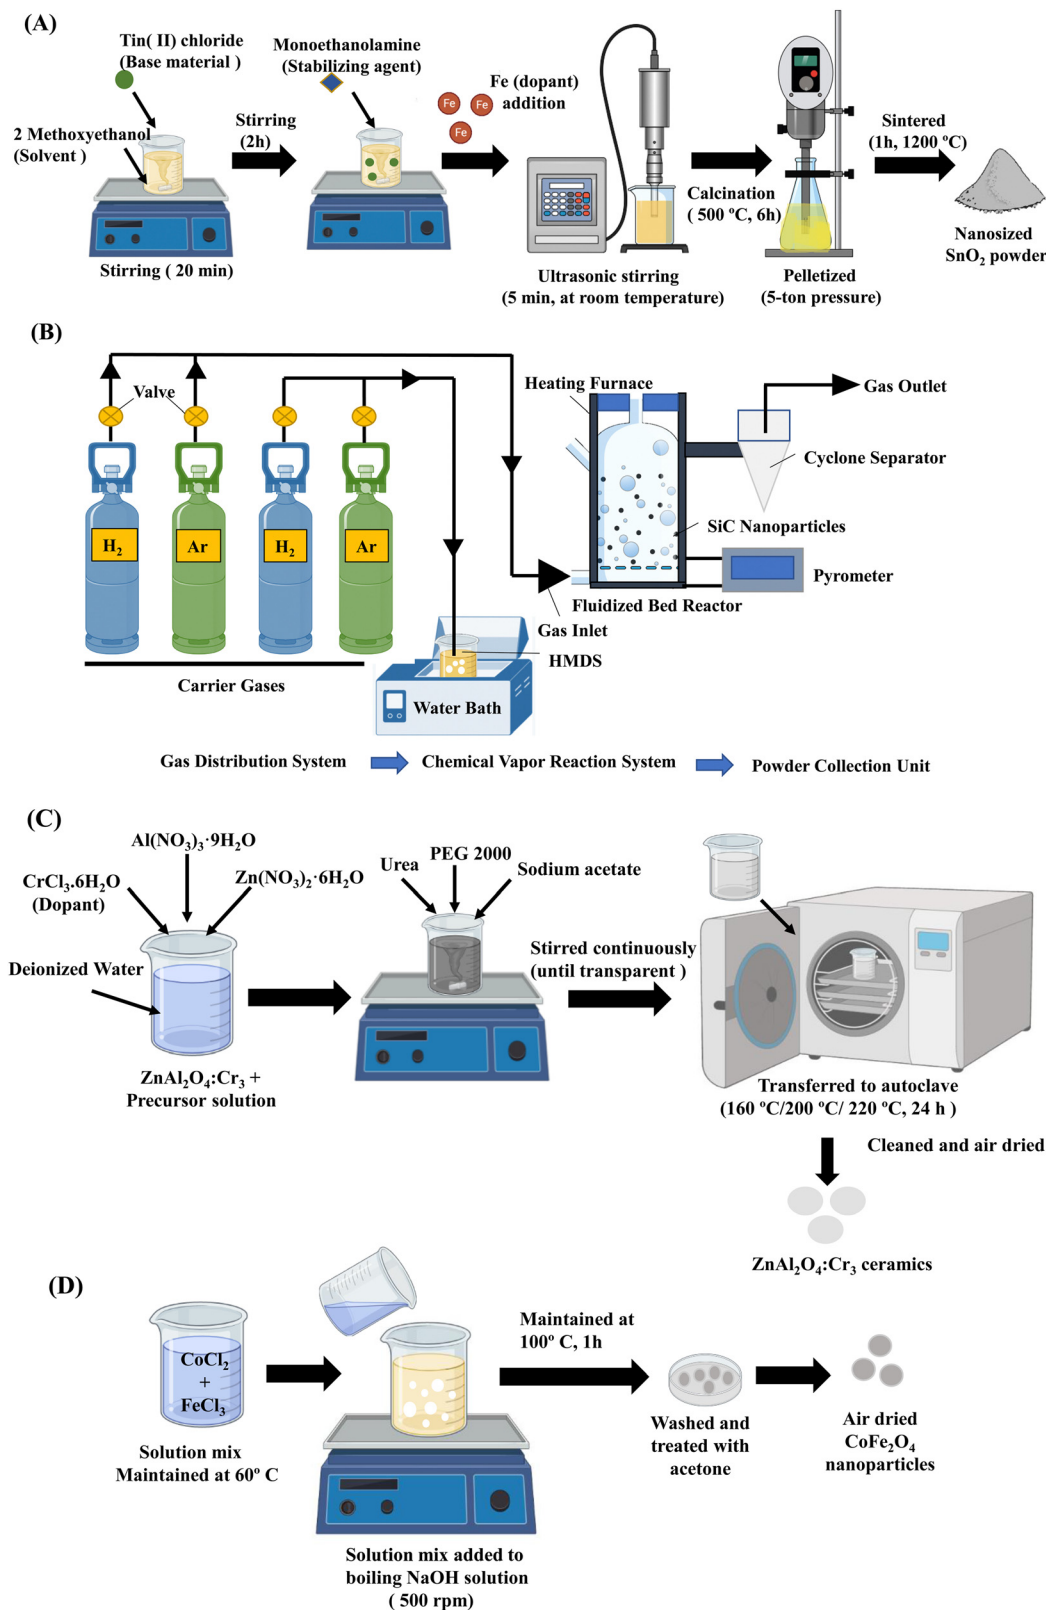 (A)
Tin( II) chloride
(Base material )
2 Methoxyethanol
(Solvent )
Stirring ( 20 min)
Stirring
(2h)
Monoethanolamine
(Stabilizing agent)
Fe
Fe
Fe
Fe (dopant)
addition
Ultrasonic stirring
(5 min, at room temperature)
Calcination
( 500 ºC, 6h)
Pelletized
(5-ton pressure)
Sintered
(1h, 1200 ºC)
Nanosized
SnO₂ powder
(B)
Valve
H₂
Ar
H₂
Ar
Carrier Gases
Heating Furnace
Gas Outlet
Cyclone Separator
SiC Nanoparticles
Pyrometer
Fluidized Bed Reactor
Gas Inlet
HMDS
Water Bath
Gas Distribution System
Chemical Vapor Reaction System
Powder Collection Unit
(C)
Al(NO₃)₃·9H₂O
CrCl₃.6H₂O
(Dopant)
Zn(NO₃)₂·6H₂O
Deionized Water
ZnAl₂O₄:Cr₃ +
Precursor solution
Urea
PEG 2000
Sodium acetate
Stirred continuously
(until transparent )
Transferred to autoclave
(160 ºC/200 ºC/ 220 ºC, 24 h )
Cleaned and air dried
ZnAl₂O₄:Cr₃ ceramics
(D)
CoCl₂
+
FeCl₃
Solution mix
Maintained at 60º C
Solution mix added to
boiling NaOH solution
( 500 rpm)
Maintained at
100º C, 1h
Washed and
treated with
acetone
Air dried
CoFe₂O₄
nanoparticles